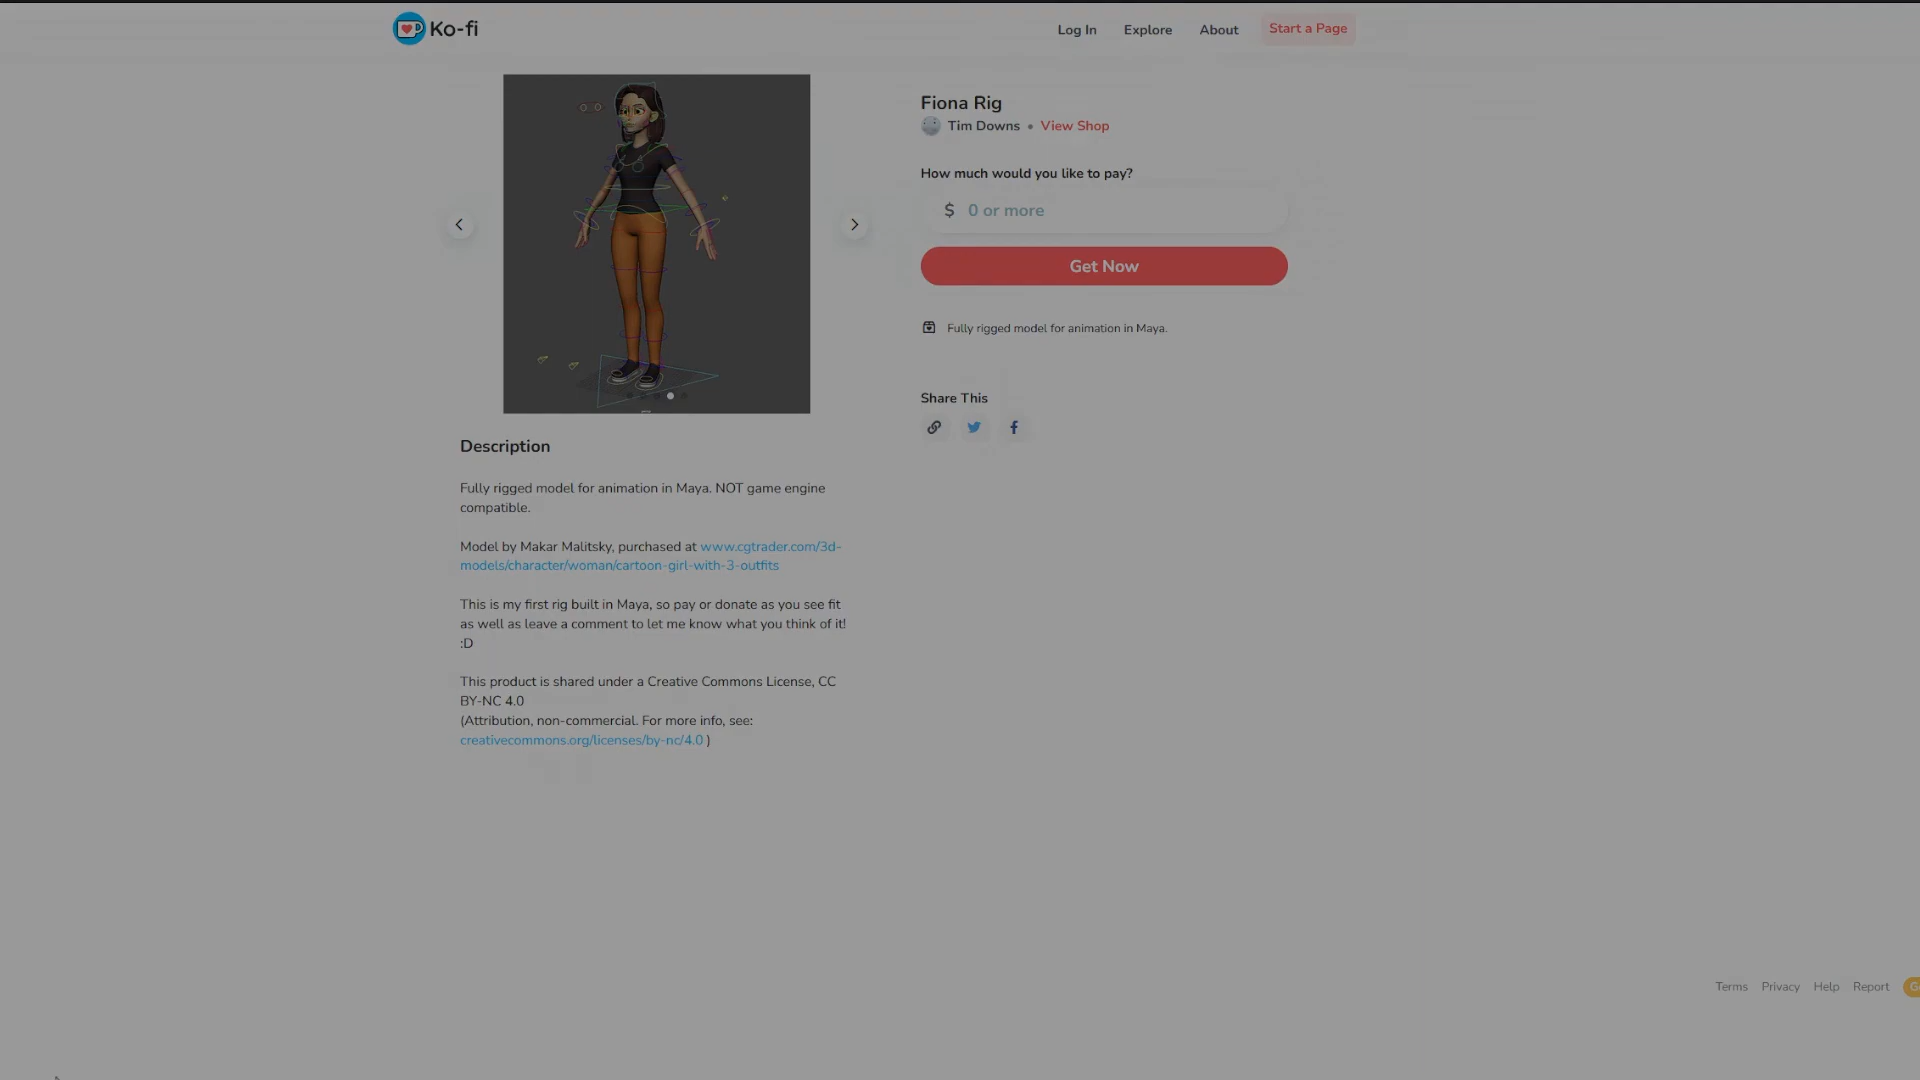 Ko-fi
Log In
Explore
About
Start a Page
Fiona Rig
Tim Downs • View Shop
How much would you like to pay?
$ 0 or more
Get Now
Fully rigged model for animation in Maya.
Share This
Description
Fully rigged model for animation in Maya. NOT game engine
compatible.
Model by Makar Malitsky, purchased at www.cgtrader.com/3d-
models/character/woman/cartoon-girl-with-3-outfits
This is my first rig built in Maya, so pay or donate as you see fit
as well as leave a comment to let me know what you think of it!
:D
This product is shared under a Creative Commons License, CC
BY-NC 4.0
(Attribution, non-commercial. For more info, see:
creativecommons.org/licenses/by-nc/4.0 )
Terms
Privacy
Help
Report